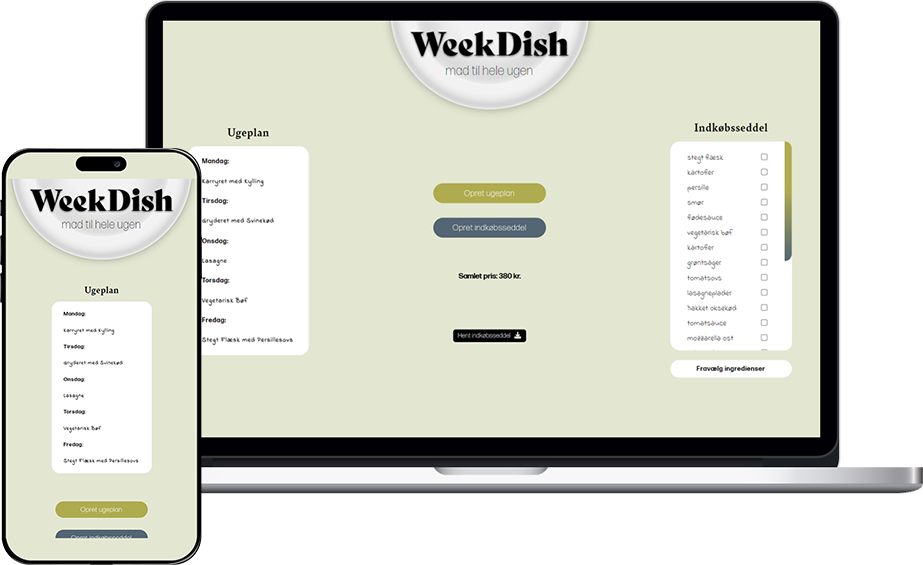 WeekDish
mad til hele ugen
Ugeplan
Mandag:
Karryret med Kylling
Tirsdag:
Gryderet med Svinekød
Onsdag:
Lasagne
Torsdag:
Vegetarisk Bøf
Fredag:
Stegt Flæsk med Persillesovs
Opret ugeplan
Opret indkøbsseddel
Samlet pris: 380 kr.
Hent indkøbsseddel
Indkøbsseddel
stegt flæsk
kartofler
persille
smør
flødesauce
vegetarisk bøf
kartofler
grøntsager
tomatsovs
lasagneplader
hakket oksekød
tomatsauce
mozzarella ost
Fravælg ingredienser
WeekDish
mad til hele ugen
Ugeplan
Mandag:
Karryret med Kylling
Tirsdag:
Gryderet med Svinekød
Onsdag:
Lasagne
Torsdag:
Vegetarisk Bøf
Fredag:
Stegt Flæsk med Persillesovs
Opret ugeplan
Opret indkøbsseddel